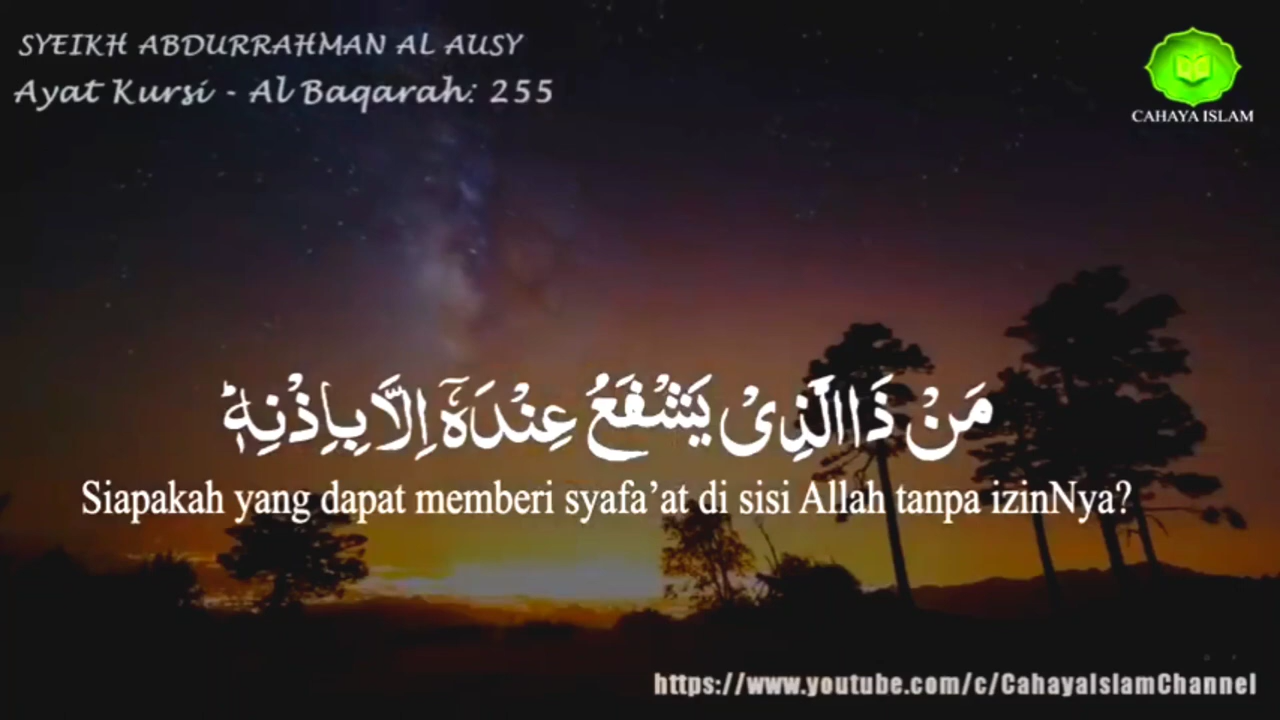 SYEIKH ABDURRAHMAN AL AUSY
Ayat Kursi - Al Baqarah: 255
CAHAYA ISLAM
مَنْ ذَا الَّذِىْ يَشْفَعُ عِنْدَهٗٓ اِلَّا بِاِذْنِهٖؕ
Siapakah yang dapat memberi syafa’at di sisi Allah tanpa izinNya?
https://www.youtube.com/c/CahayaIslamChannel